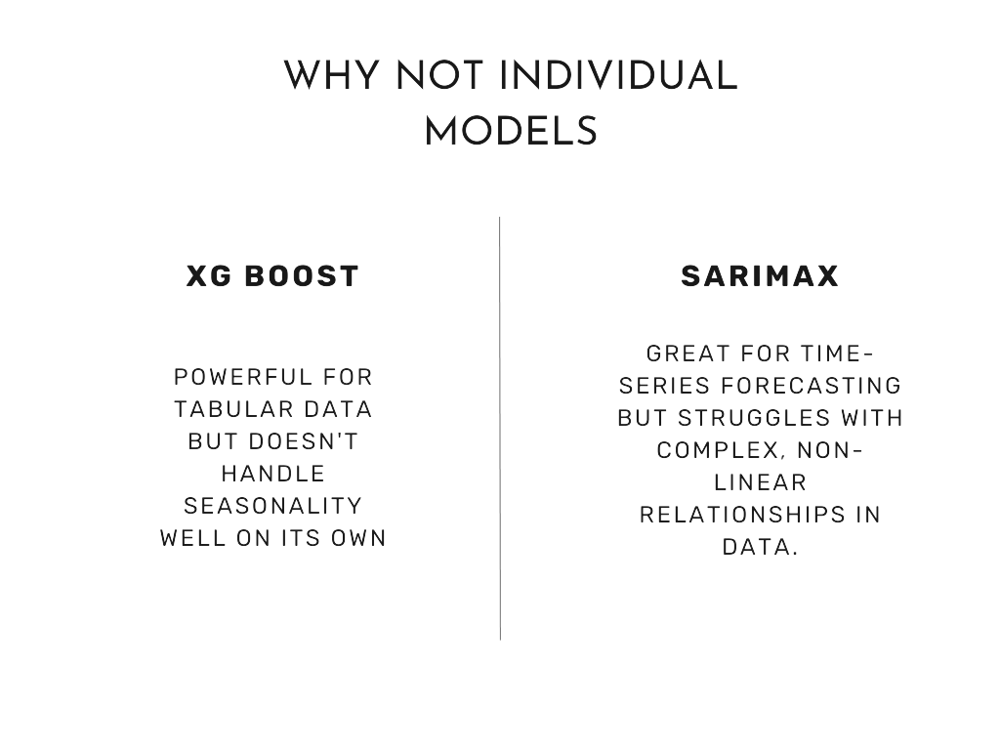 WHY NOT INDIVIDUAL
MODELS
XG BOOST
POWERFUL FOR
TABULAR DATA
BUT DOESN'T
HANDLE
SEASONALITY
WELL ON ITS OWN
SARIMAX
GREAT FOR TIME-
SERIES FORECASTING
BUT STRUGGLES WITH
COMPLEX, NON-
LINEAR
RELATIONSHIPS IN
DATA.